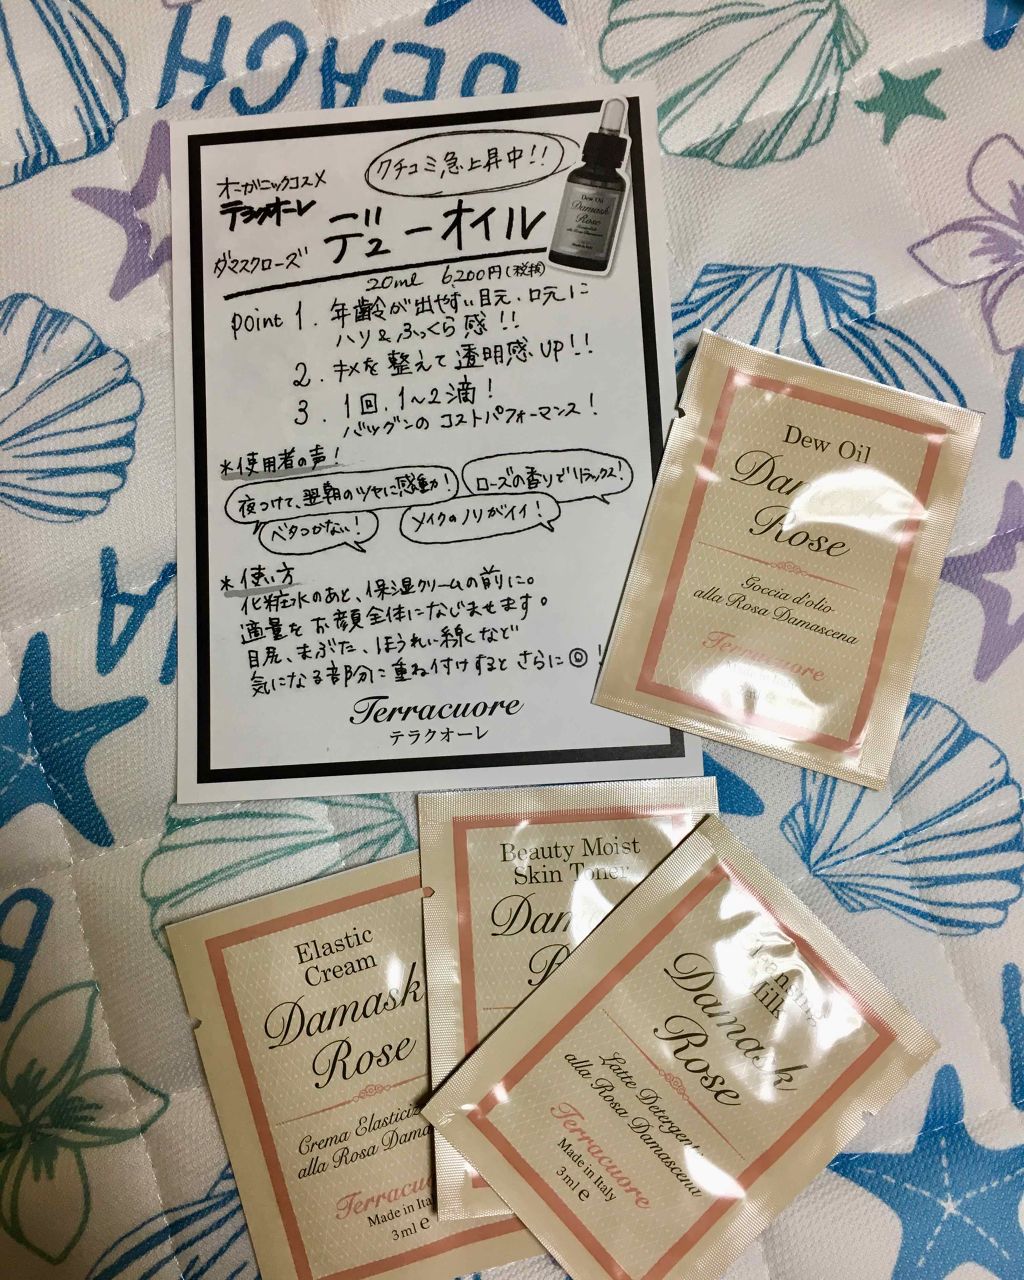 BEACH
クチコミ急上昇中!!
オーガニックコスメ
テラクオーレ
ダマスクローズ デューオイル
20ml 6,200円(税抜)
Point 1. 年齢が出やすい目元、口元に
ハリ&ふっくら感!!
2. キメを整えて透明感UP!!
3. 1回、1~2滴!
バツグンのコストパフォーマンス!
*使用者の声!
夜つけて、翌朝のツヤに感動!
ローズの香りでリラックス!
ベタつかない!
メイクのノリがイイ!
*使い方
化粧水のあと、保湿クリームの前に。
適量をお顔全体になじませます。
目尻、まぶた、ほうれい線など
気になる部分に重ね付けするとさらに◎!
Terracuore
テラクオーレ
Dew Oil
Damask
Rose
Made in Italy
Dew Oil
Damask
Rose
Goccia d'olio
alla Rosa Damascena
Terracuore
Beauty Moist
Skin Toner
Dam
R
Elastic
Cream
Damask
Rose
Crema Elasticiz
alla Rosa Dama
Terracuo
Made in Ital
3ml e
Milk
Damask
Rose
Latte Detergen
alla Rosa Damascena
Terracuore
Made in Italy
3ml e